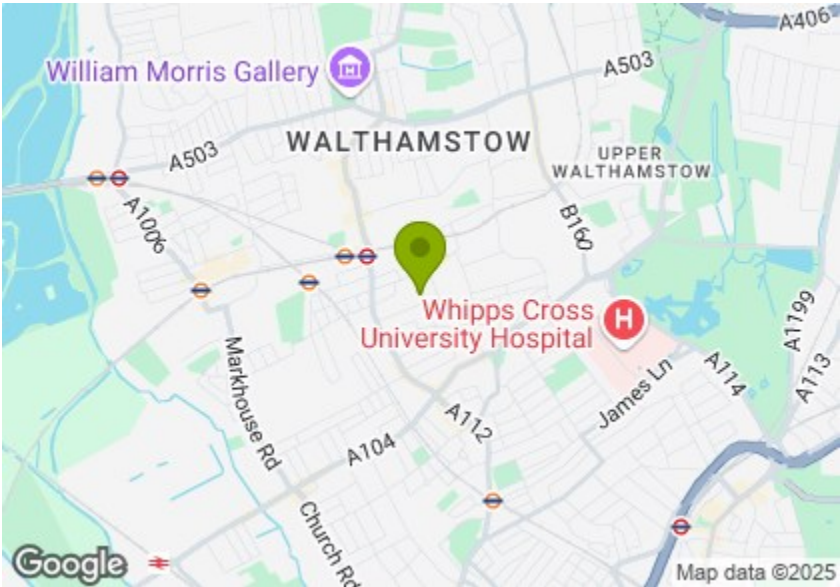 A406
William Morris Gallery
A503
WALTHAMSTOW
A503
UPPER
WALTHAMSTOW
A1006
B160
Whipps Cross
University Hospital
H
A1199
Markhouse Rd
James Ln
A114
A113
A112
A104
Church Rd
Google
Map data ©2025